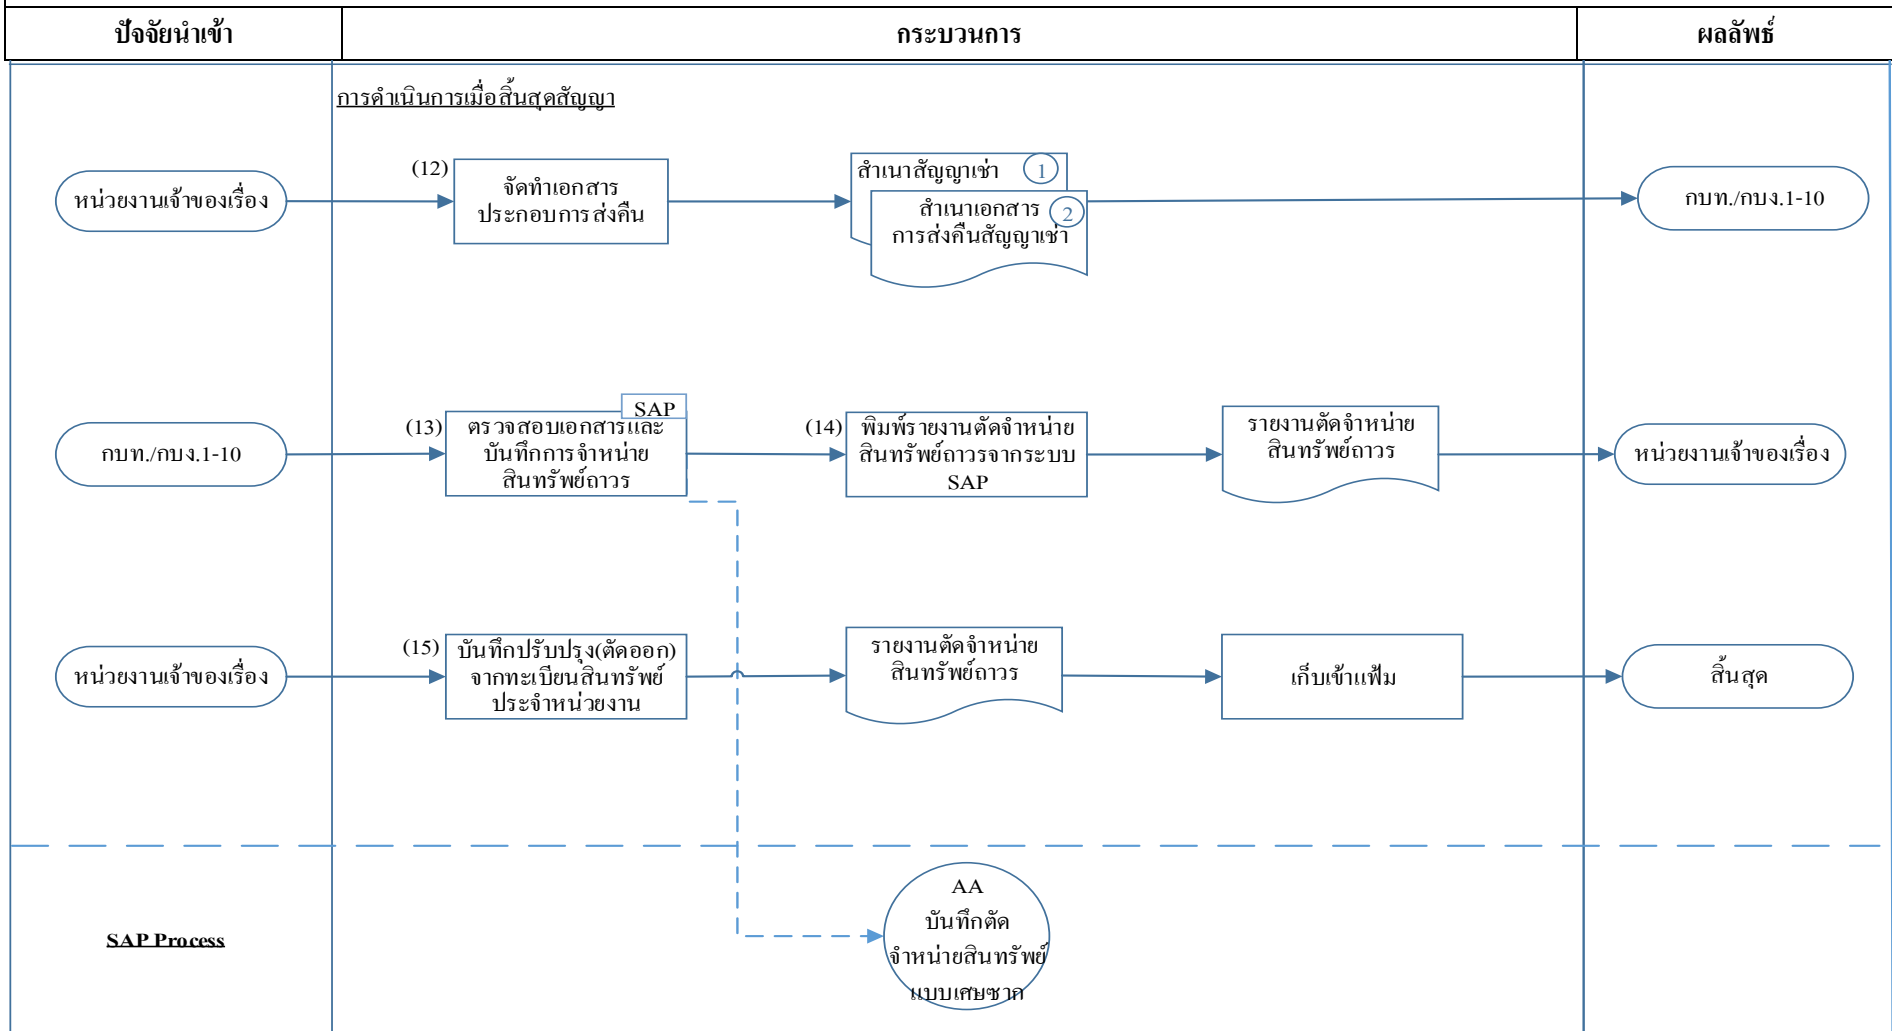 ปัจจัยนำเข้า
กระบวนการ
ผลลัพธ์
การดำเนินการเมื่อสิ้นสุดสัญญา
หน่วยงานเจ้าของเรื่อง
(12)
จัดทำเอกสาร
ประกอบการส่งคืน
สำเนาสัญญาเช่า
1
สำเนาเอกสาร
2
การส่งคืนสัญญาเช่า
กบท./กบง.1-10
กบท./กบง.1-10
(13)
SAP
ตรวจสอบเอกสารและ
บันทึกการจำหน่าย
สินทรัพย์ถาวร
(14)
พิมพ์รายงานตัดจำหน่าย
สินทรัพย์ถาวรจากระบบ
SAP
รายงานตัดจำหน่าย
สินทรัพย์ถาวร
หน่วยงานเจ้าของเรื่อง
หน่วยงานเจ้าของเรื่อง
(15)
บันทึกปรับปรุง(ตัดออก)
จากทะเบียนสินทรัพย์
ประจำหน่วยงาน
รายงานตัดจำหน่าย
สินทรัพย์ถาวร
เก็บเข้าแฟ้ม
สิ้นสุด
SAP Process
AA
บันทึกตัด
จำหน่ายสินทรัพย์
แบบเศษซาก